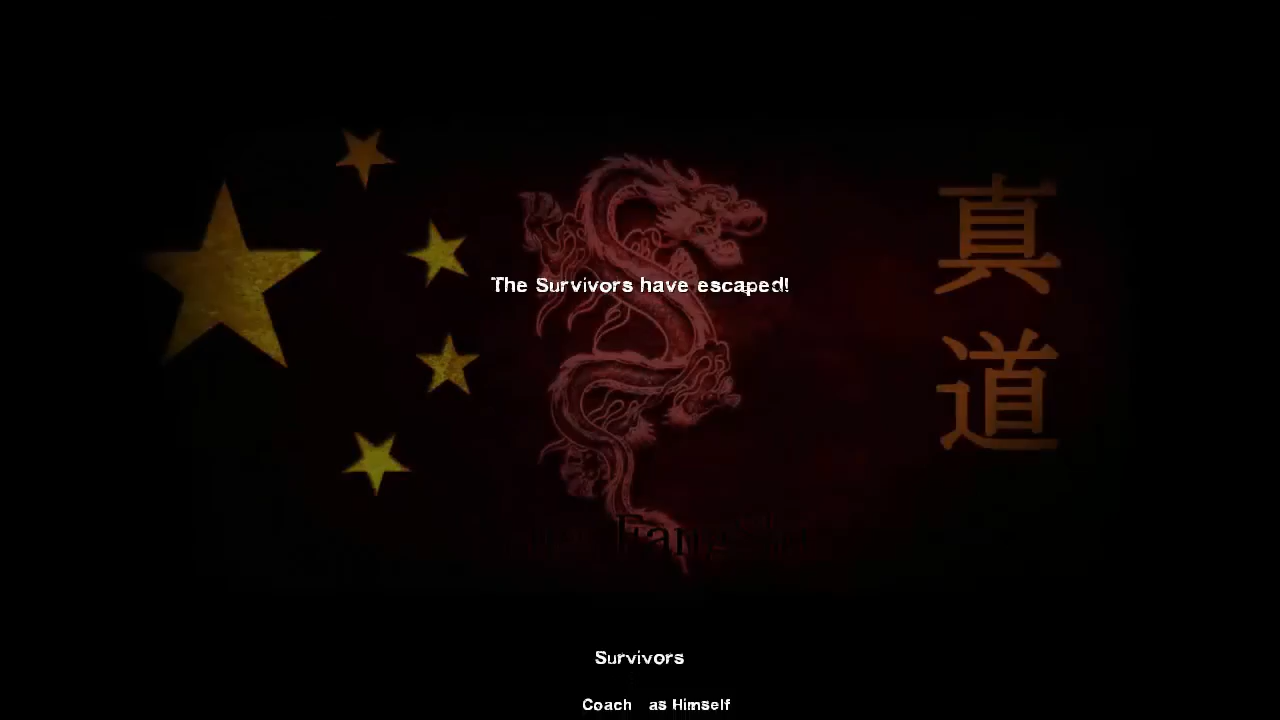 The Survivors have escaped!
真
道
Survivors
Coach as Himself